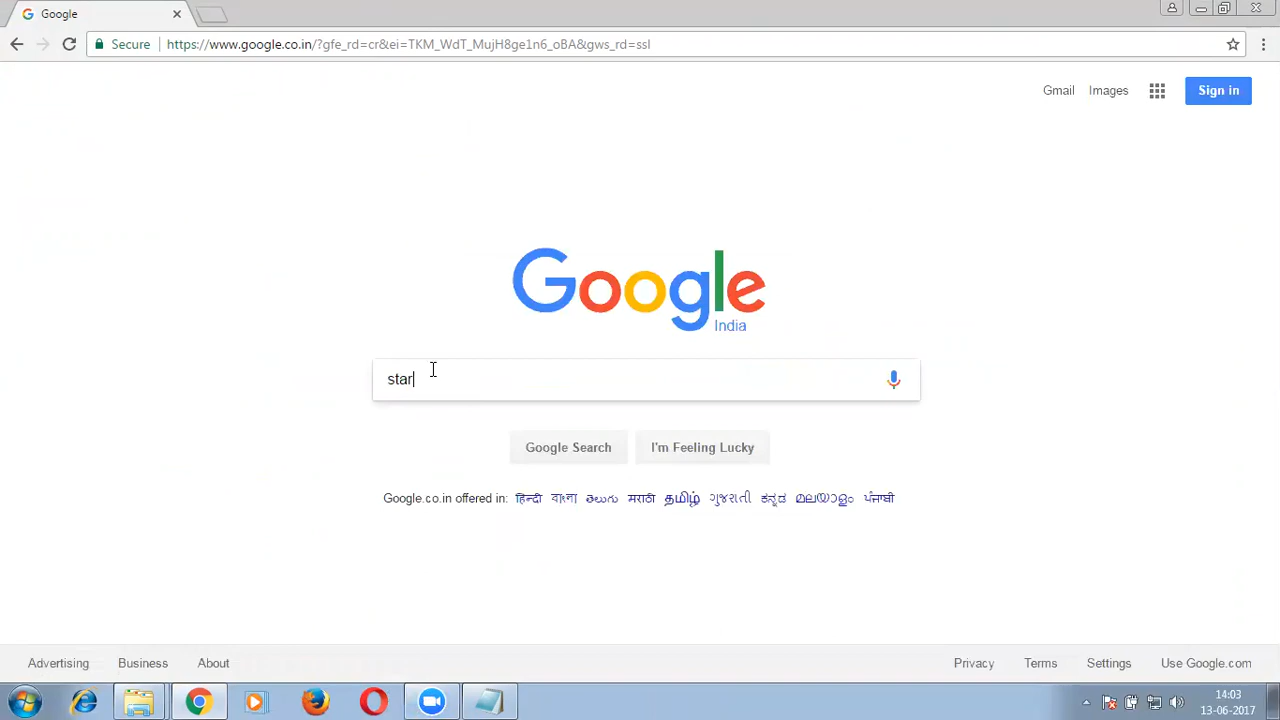 Google
Secure https://www.google.co.in/?gfe_rd=cr&ei=TKM_WdT_MujH8ge1n6_oBA&gws_rd=ssl
Gmail Images Sign in
Google
India
star
Google Search I'm Feeling Lucky
Google.co.in offered in: हिन्दी বাংলা తెలుగు मराठी தமிழ் ગુજરાતી ಕನ್ನಡ മലയാളം ਪੰਜਾਬੀ
Advertising Business About Privacy Terms Settings Use Google.com
14:03
13-06-2017